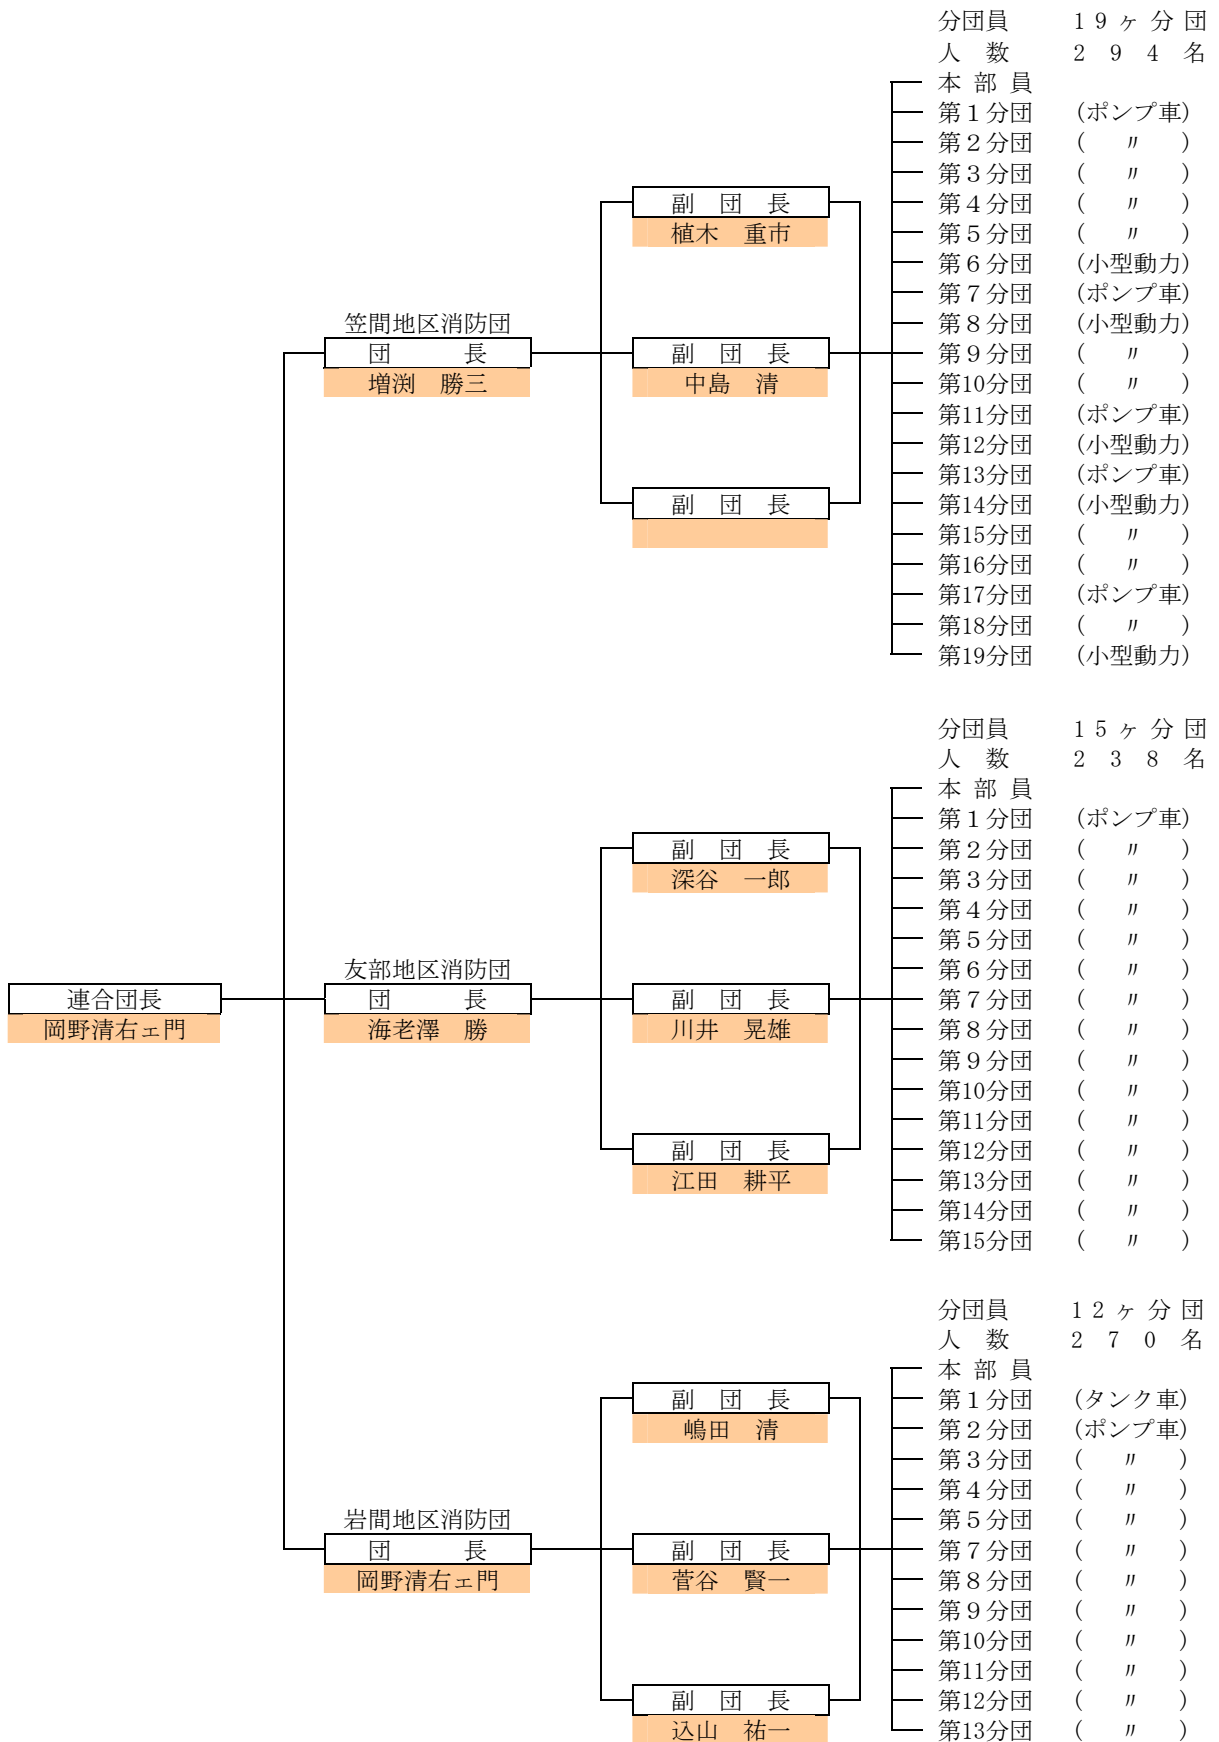 連合団長
岡野清右ェ門
笠間地区消防団
団　　　長
増渕　勝三
副　団　長
植木　重市
副　団　長
中島　清
副　団　長
分団員　19ヶ分団
人　数　294名
本部員
第１分団　(ポンプ車)
第２分団　(　〃　)
第３分団　(　〃　)
第４分団　(　〃　)
第５分団　(　〃　)
第６分団　(小型動力)
第７分団　(ポンプ車)
第８分団　(小型動力)
第９分団　(　〃　)
第10分団　(　〃　)
第11分団　(ポンプ車)
第12分団　(小型動力)
第13分団　(ポンプ車)
第14分団　(小型動力)
第15分団　(　〃　)
第16分団　(　〃　)
第17分団　(ポンプ車)
第18分団　(　〃　)
第19分団　(小型動力)
友部地区消防団
団　　　長
海老澤　勝
副　団　長
深谷　一郎
副　団　長
川井　晃雄
副　団　長
江田　耕平
分団員　15ヶ分団
人　数　238名
本部員
第１分団　(ポンプ車)
第２分団　(　〃　)
第３分団　(　〃　)
第４分団　(　〃　)
第５分団　(　〃　)
第６分団　(　〃　)
第７分団　(　〃　)
第８分団　(　〃　)
第９分団　(　〃　)
第10分団　(　〃　)
第11分団　(　〃　)
第12分団　(　〃　)
第13分団　(　〃　)
第14分団　(　〃　)
第15分団　(　〃　)
岩間地区消防団
団　　　長
岡野清右ェ門
副　団　長
嶋田　清
副　団　長
菅谷　賢一
副　団　長
込山　祐一
分団員　12ヶ分団
人　数　270名
本部員
第１分団　(タンク車)
第２分団　(ポンプ車)
第３分団　(　〃　)
第４分団　(　〃　)
第５分団　(　〃　)
第７分団　(　〃　)
第８分団　(　〃　)
第９分団　(　〃　)
第10分団　(　〃　)
第11分団　(　〃　)
第12分団　(　〃　)
第13分団　(　〃　)